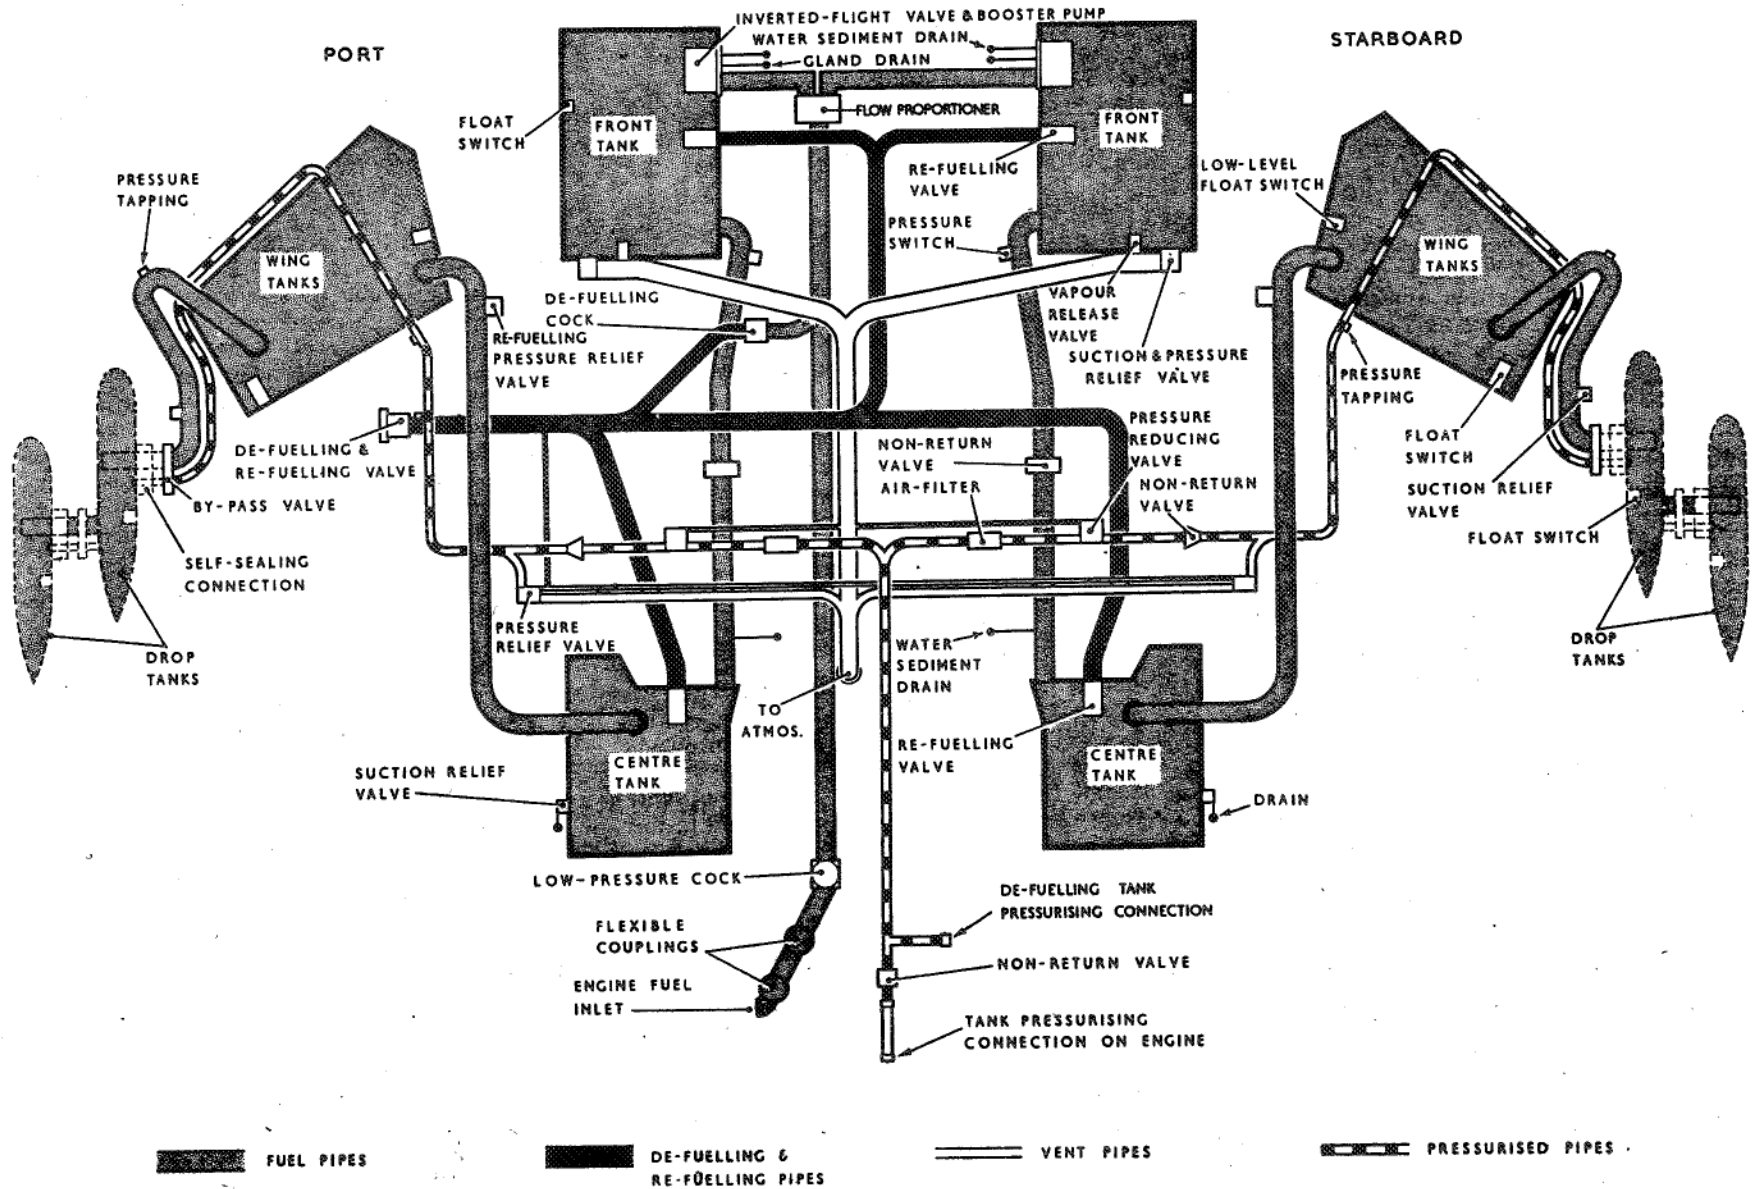 INVERTED-FLIGHT VALVE & BOOSTER PUMP
WATER SEDIMENT DRAIN
GLAND DRAIN
PORT
STARBOARD
FLOW PROPORTIONER
FLOAT
SWITCH
FRONT
TANK
FRONT
TANK
RE-FUELLING
VALVE
LOW-LEVEL
FLOAT SWITCH
PRESSURE
TAPPING
PRESSURE
SWITCH
WING
TANKS
WING
TANKS
DE-FUELLING
COCK
VAPOUR
RELEASE
VALVE
RE-FUELLING
PRESSURE RELIEF
VALVE
SUCTION & PRESSURE
RELIEF VALVE
PRESSURE
TAPPING
PRESSURE
REDUCING
VALVE
NON-RETURN
VALVE
AIR-FILTER
NON-RETURN
VALVE
FLOAT
SWITCH
SUCTION RELIEF
VALVE
FLOAT SWITCH
DE-FUELLING &
RE-FUELLING VALVE
BY-PASS VALVE
SELF-SEALING
CONNECTION
PRESSURE
RELIEF VALVE
DROP
TANKS
WATER
SEDIMENT
DRAIN
DROP
TANKS
TO
ATMOS.
RE-FUELLING
VALVE
CENTRE
TANK
CENTRE
TANK
SUCTION RELIEF
VALVE
DRAIN
LOW-PRESSURE COCK
DE-FUELLING TANK
PRESSURISING CONNECTION
FLEXIBLE
COUPLINGS
NON-RETURN VALVE
ENGINE FUEL
INLET
TANK PRESSURISING
CONNECTION ON ENGINE
FUEL PIPES
DE-FUELLING &
RE-FUELLING PIPES
VENT PIPES
PRESSURISED PIPES .